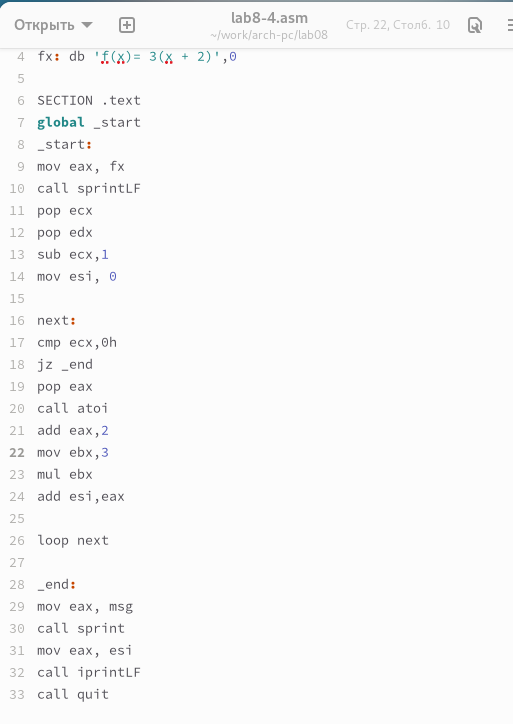 Открыть
lab8-4.asm
~/work/arch-pc/lab08
Стр. 22, Столб. 10
4 fx: db 'f(x)= 3(x + 2)',0
5
6 SECTION .text
7 global _start
8 _start:
9 mov eax, fx
10 call sprintLF
11 pop ecx
12 pop edx
13 sub ecx,1
14 mov esi, 0
15
16 next:
17 cmp ecx,0h
18 jz _end
19 pop eax
20 call atoi
21 add eax,2
22 mov ebx,3
23 mul ebx
24 add esi,eax
25
26 loop next
27
28 _end:
29 mov eax, msg
30 call sprint
31 mov eax, esi
32 call iprintLF
33 call quit